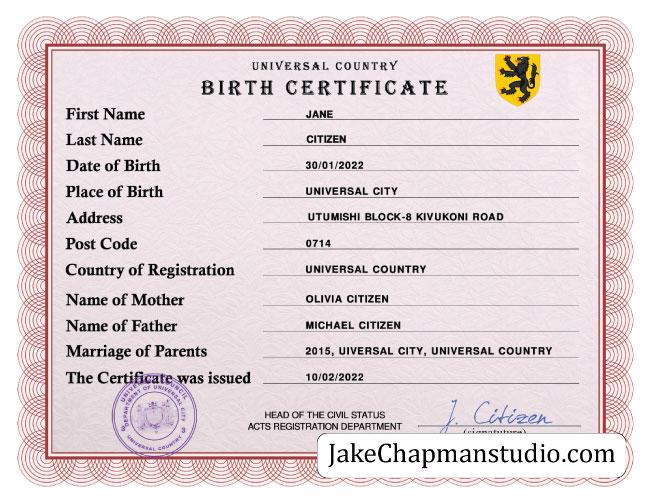 UNIVERSAL COUNTRY
BIRTH CERTIFICATE
First Name JANE
Last Name CITIZEN
Date of Birth 30/01/2022
Place of Birth UNIVERSAL CITY
Address UTUMISHI BLOCK-8 KIVUKONI ROAD
Post Code 0714
Country of Registration UNIVERSAL COUNTRY
Name of Mother OLIVIA CITIZEN
Name of Father MICHAEL CITIZEN
Marriage of Parents 2015, UIVERSAL CITY, UNIVERSAL COUNTRY
The Certificate was issued 10/02/2022
DEPARTMENT OF UNIVERSAL CITY
UNIVERSAL COUNTRY
HEAD OF THE CIVIL STATUS
ACTS REGISTRATION DEPARTMENT
J. Citizen
JakeChapmanstudio.com